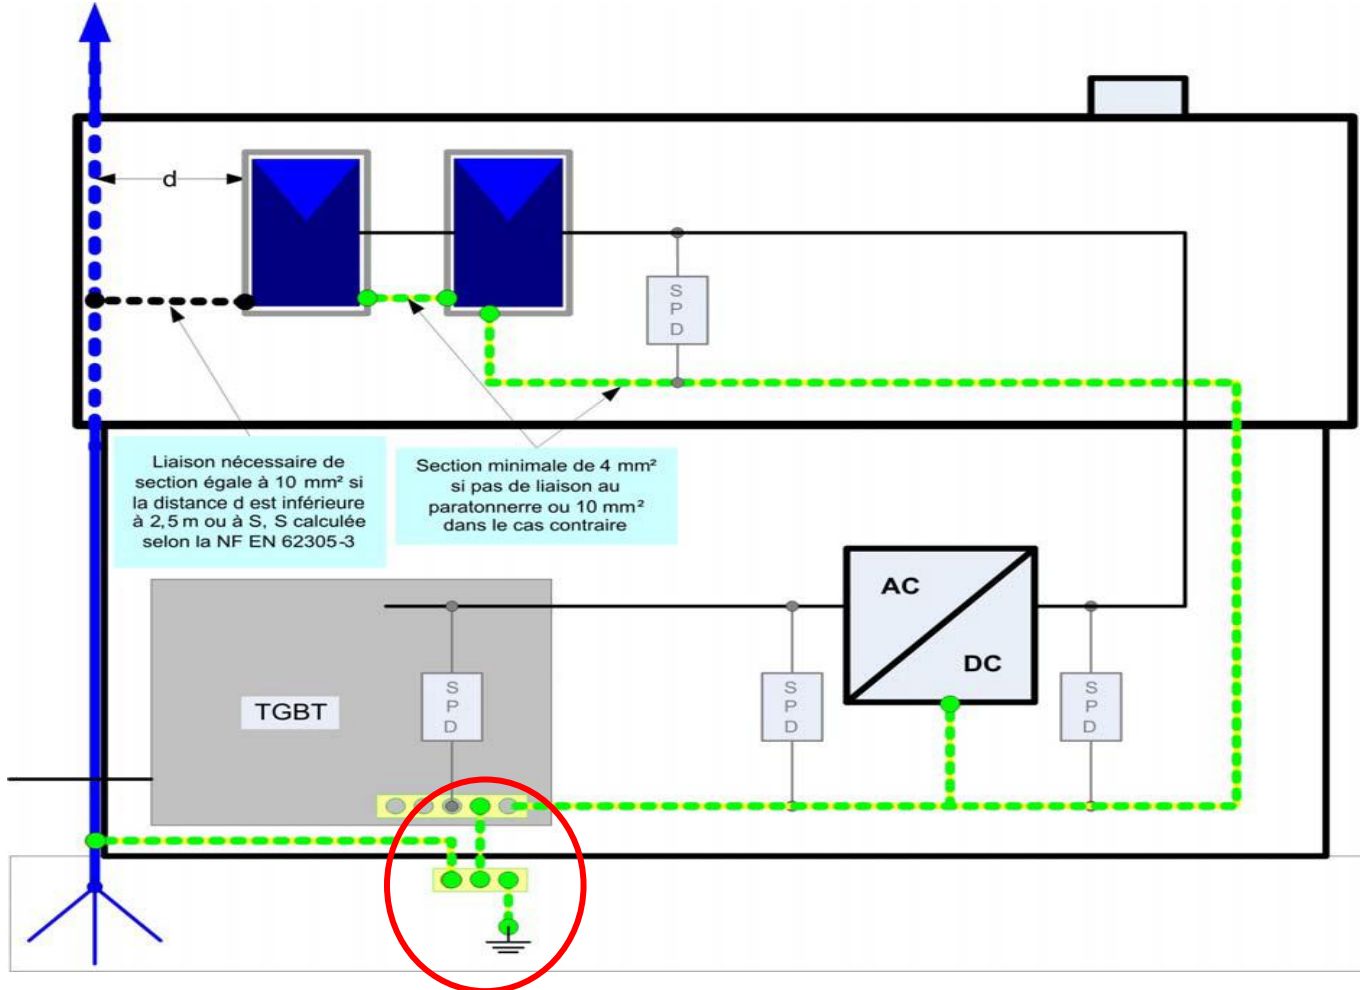 d
S
P
D
Liaison nécessaire de
section égale à 10 mm² si
la distance d est inférieure
à 2,5 m ou à S, S calculée
selon la NF EN 62305-3
Section minimale de 4 mm²
si pas de liaison au
paratonnerre ou 10 mm²
dans le cas contraire
AC
DC
TGBT
S
P
D
S
P
D
S
P
D